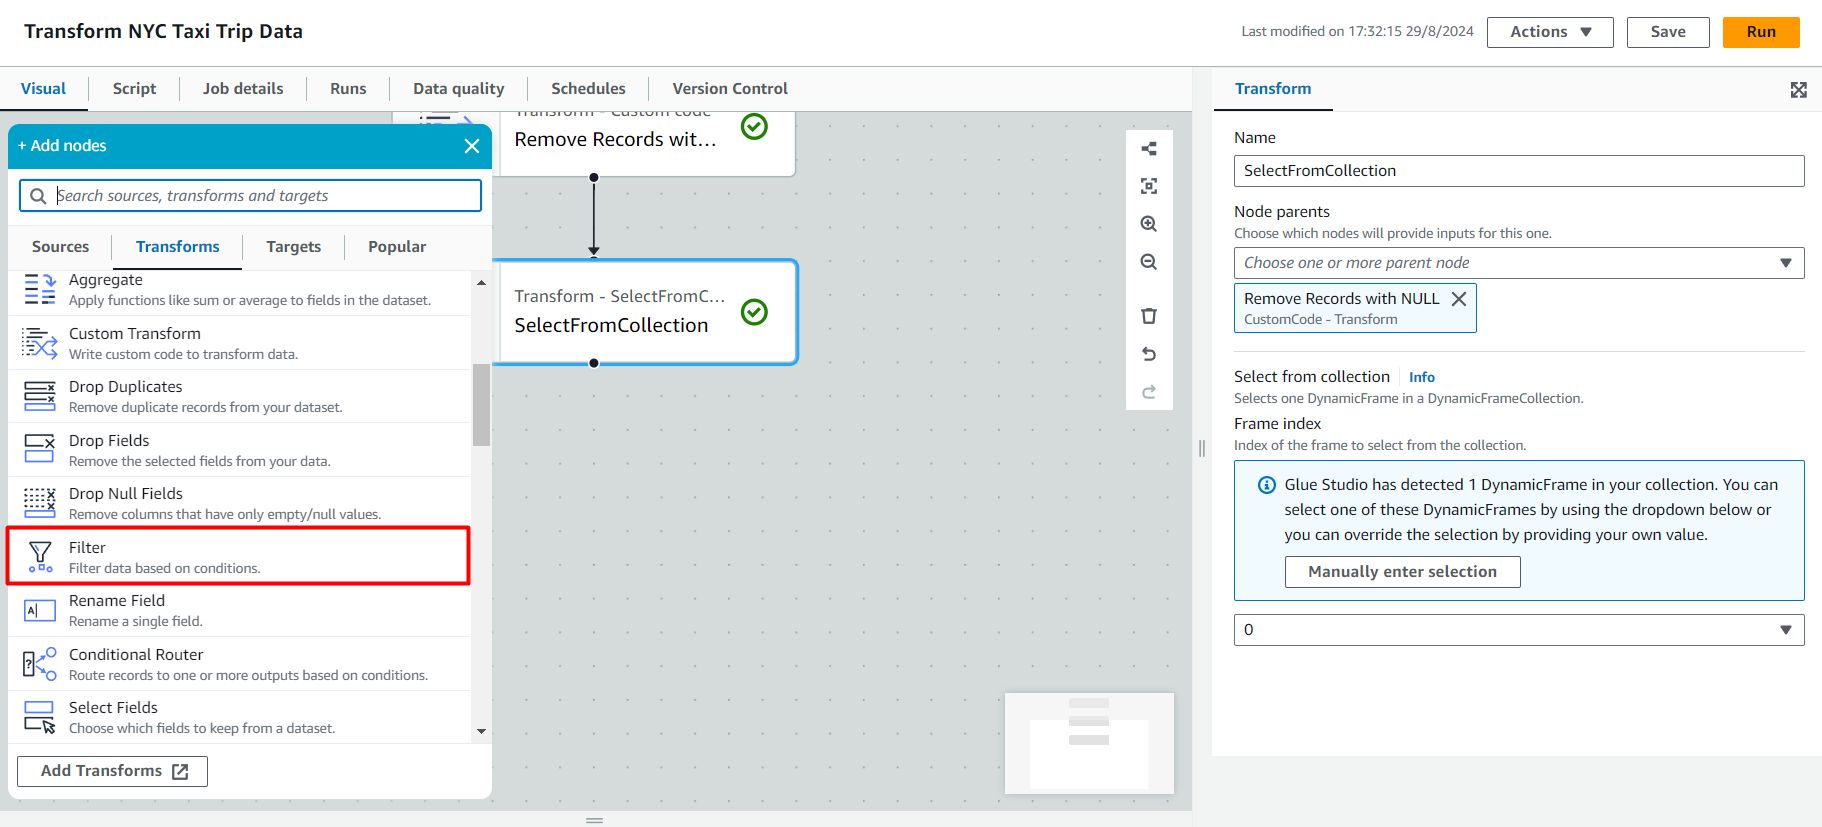 Transform NYC Taxi Trip Data
Last modified on 17:32:15 29/8/2024
Actions
Save
Run
Visual
Script
Job details
Runs
Data quality
Schedules
Version Control
+ Add nodes
Search sources, transforms and targets
Sources
Transforms
Targets
Popular
Aggregate
Apply functions like sum or average to fields in the dataset.
Custom Transform
Write custom code to transform data.
Drop Duplicates
Remove duplicate records from your dataset.
Drop Fields
Remove the selected fields from your data.
Drop Null Fields
Remove columns that have only empty/null values.
Filter
Filter data based on conditions.
Rename Field
Rename a single field.
Conditional Router
Route records to one or more outputs based on conditions.
Select Fields
Choose which fields to keep from a dataset.
Add Transforms
Transform - Custom code
Remove Records wit...
Transform - SelectFromC...
SelectFromCollection
Transform
Name
SelectFromCollection
Node parents
Choose which nodes will provide inputs for this one.
Choose one or more parent node
Remove Records with NULL
CustomCode - Transform
Select from collection
Info
Selects one DynamicFrame in a DynamicFrameCollection.
Frame index
Index of the frame to select from the collection.
Glue Studio has detected 1 DynamicFrame in your collection. You can
select one of these DynamicFrames by using the dropdown below or
you can override the selection by providing your own value.
Manually enter selection
0